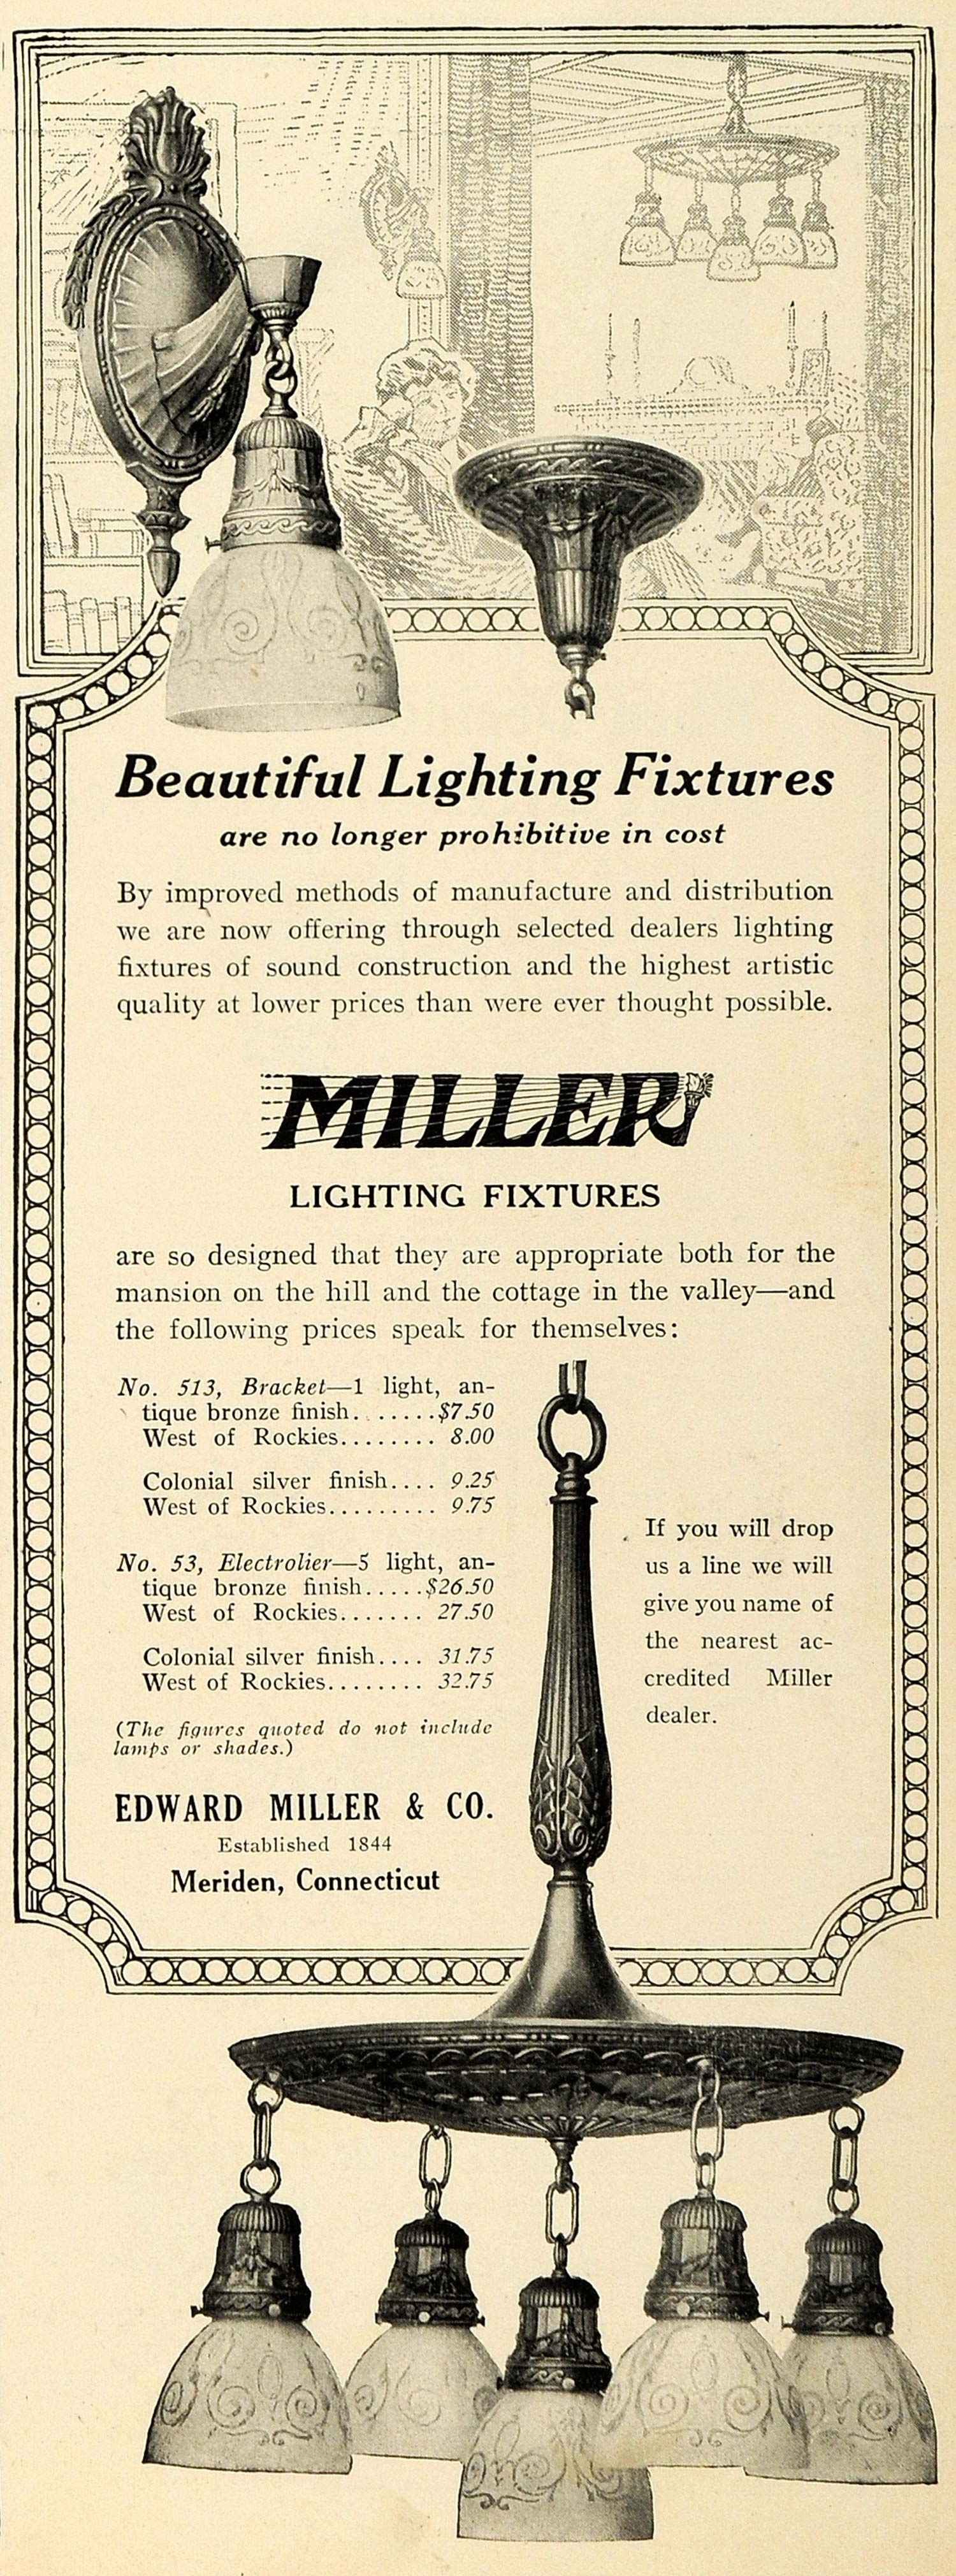 Beautiful Lighting Fixtures
are no longer prohibitive in cost
By improved methods of manufacture and distribution
we are now offering through selected dealers lighting
fixtures of sound construction and the highest artistic
quality at lower prices than were ever thought possible.
MILLER
LIGHTING FIXTURES
are so designed that they are appropriate both for the
mansion on the hill and the cottage in the valley—and
the following prices speak for themselves:
No. 513, Bracket—1 light, an-
tique bronze finish........$7.50
West of Rockies........ 8.00
Colonial silver finish.... 9.25
West of Rockies......... 9.75
No. 53, Electrolier—5 light, an-
tique bronze finish.....$26.50
West of Rockies....... 27.50
Colonial silver finish.... 31.75
West of Rockies........ 32.75
(The figures quoted do not include
lamps or shades.)
EDWARD MILLER & CO.
Established 1844
Meriden, Connecticut
If you will drop
us a line we will
give you name of
the nearest ac-
credited Miller
dealer.